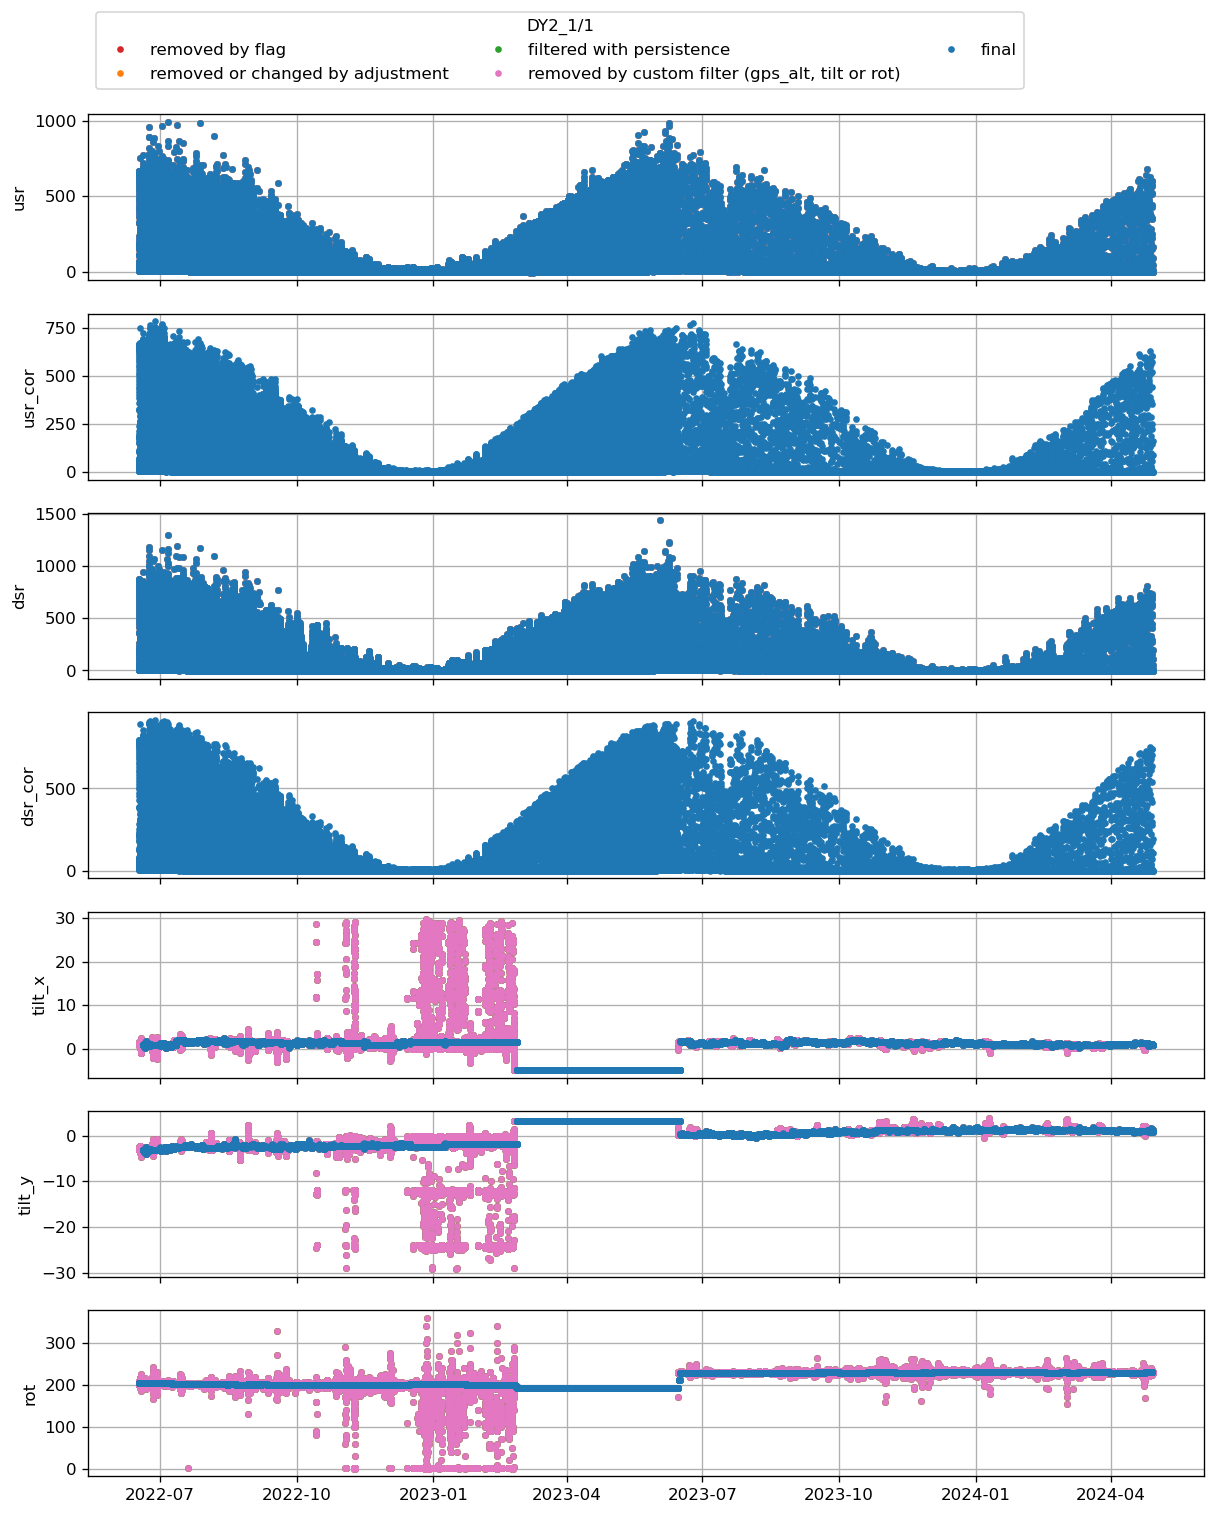 DY2_1/1
removed by flag
filtered with persistence
final
removed or changed by adjustment
removed by custom filter (gps_alt, tilt or rot)
1000
500
0
usr
750
500
250
0
usr_cor
1500
1000
500
0
dsr
500
0
dsr_cor
30
20
10
0
tilt_x
0
−10
−20
−30
tilt_y
300
200
100
0
rot
2022-07
2022-10
2023-01
2023-04
2023-07
2023-10
2024-01
2024-04